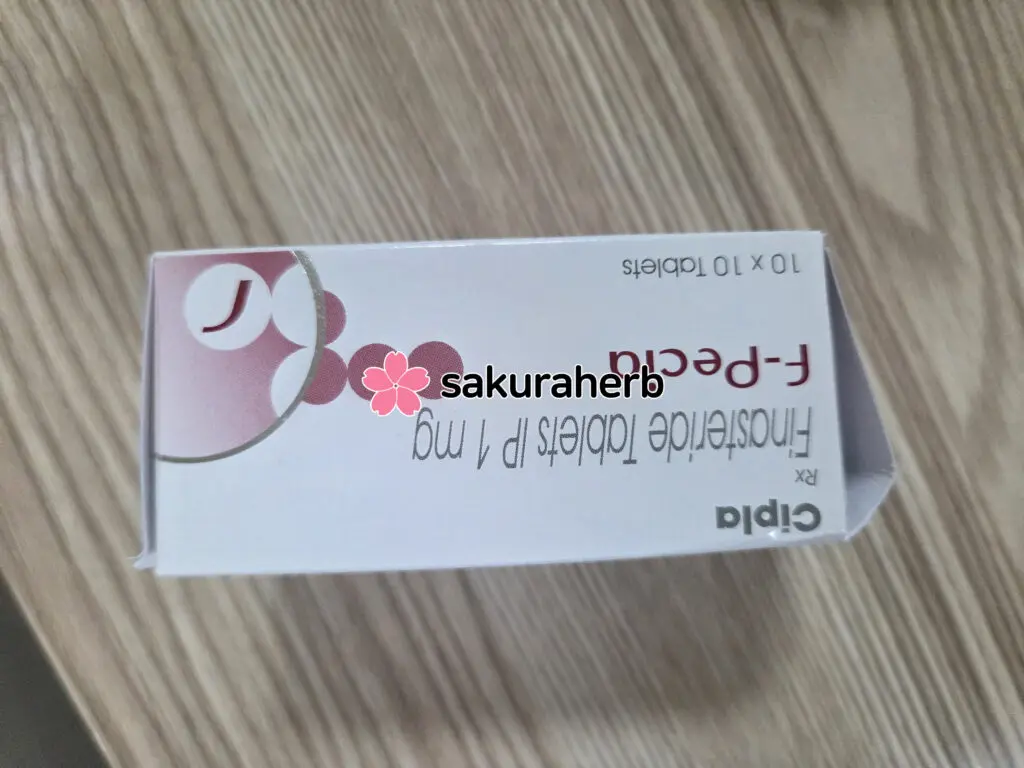 Cipla
Rx
Finasteride Tablets IP 1 mg
F-Pecia
10 x 10 Tablets
sakuraherb